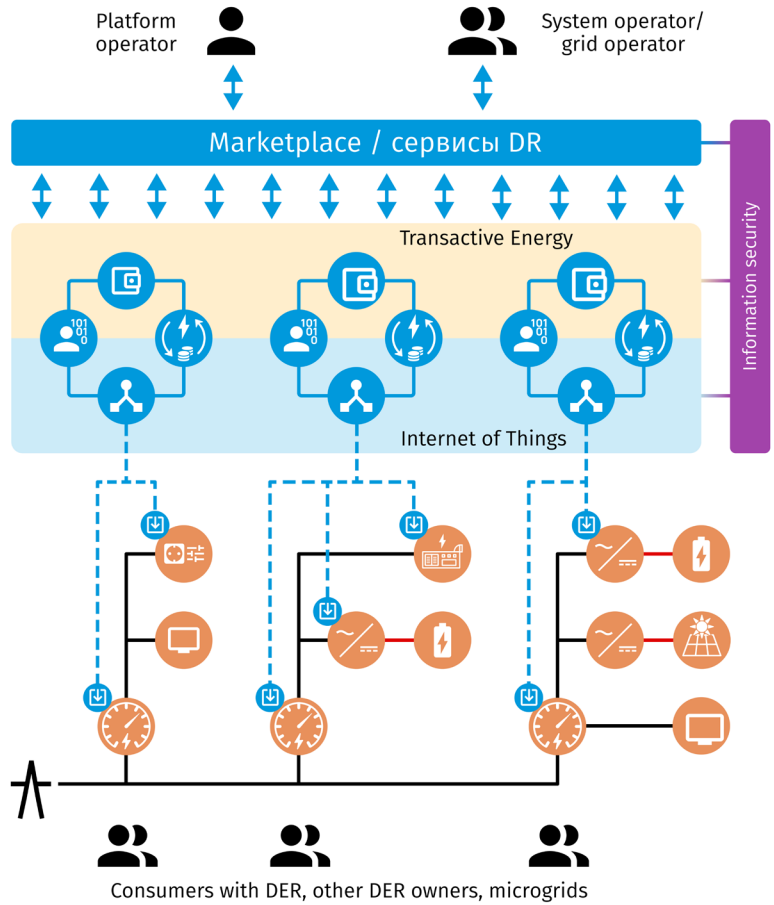 Platform
operator
System operator/
grid operator
Marketplace / сервисы DR
Information security
Transactive Energy
101
01
0
101
01
0
101
01
0
Internet of Things
Consumers with DER, other DER owners, microgrids